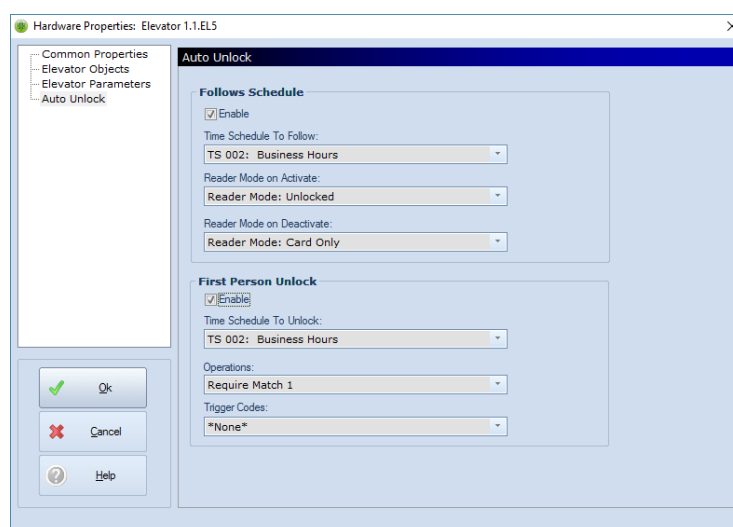 Hardware Properties: Elevator 1.1.EL5
Common Properties
Elevator Objects
Elevator Parameters
Auto Unlock
Auto Unlock
Follows Schedule
Enable
Time Schedule To Follow:
TS 002: Business Hours
Reader Mode on Activate:
Reader Mode: Unlocked
Reader Mode on Deactivate:
Reader Mode: Card Only
First Person Unlock
Enable
Time Schedule To Unlock:
TS 002: Business Hours
Operations:
Require Match 1
Trigger Codes:
*None*
Ok
Cancel
Help